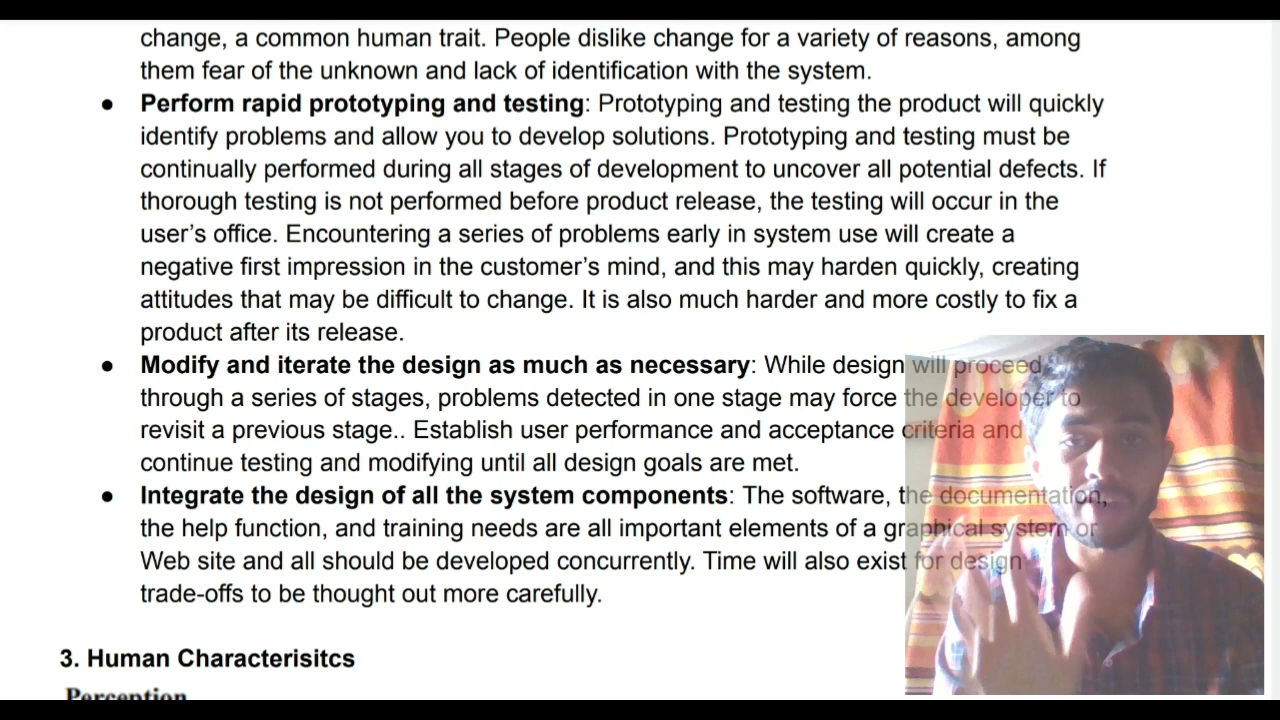 change, a common human trait. People dislike change for a variety of reasons, among
them fear of the unknown and lack of identification with the system.
● Perform rapid prototyping and testing: Prototyping and testing the product will quickly
identify problems and allow you to develop solutions. Prototyping and testing must be
continually performed during all stages of development to uncover all potential defects. If
thorough testing is not performed before product release, the testing will occur in the
user’s office. Encountering a series of problems early in system use will create a
negative first impression in the customer’s mind, and this may harden quickly, creating
attitudes that may be difficult to change. It is also much harder and more costly to fix a
product after its release.
● Modify and iterate the design as much as necessary: While design will proceed
through a series of stages, problems detected in one stage may force the developer to
revisit a previous stage.. Establish user performance and acceptance criteria and
continue testing and modifying until all design goals are met.
● Integrate the design of all the system components: The software, the documentation,
the help function, and training needs are all important elements of a graphical system or
Web site and all should be developed concurrently. Time will also exist for design
trade-offs to be thought out more carefully.
3. Human Characterisitcs
Perception